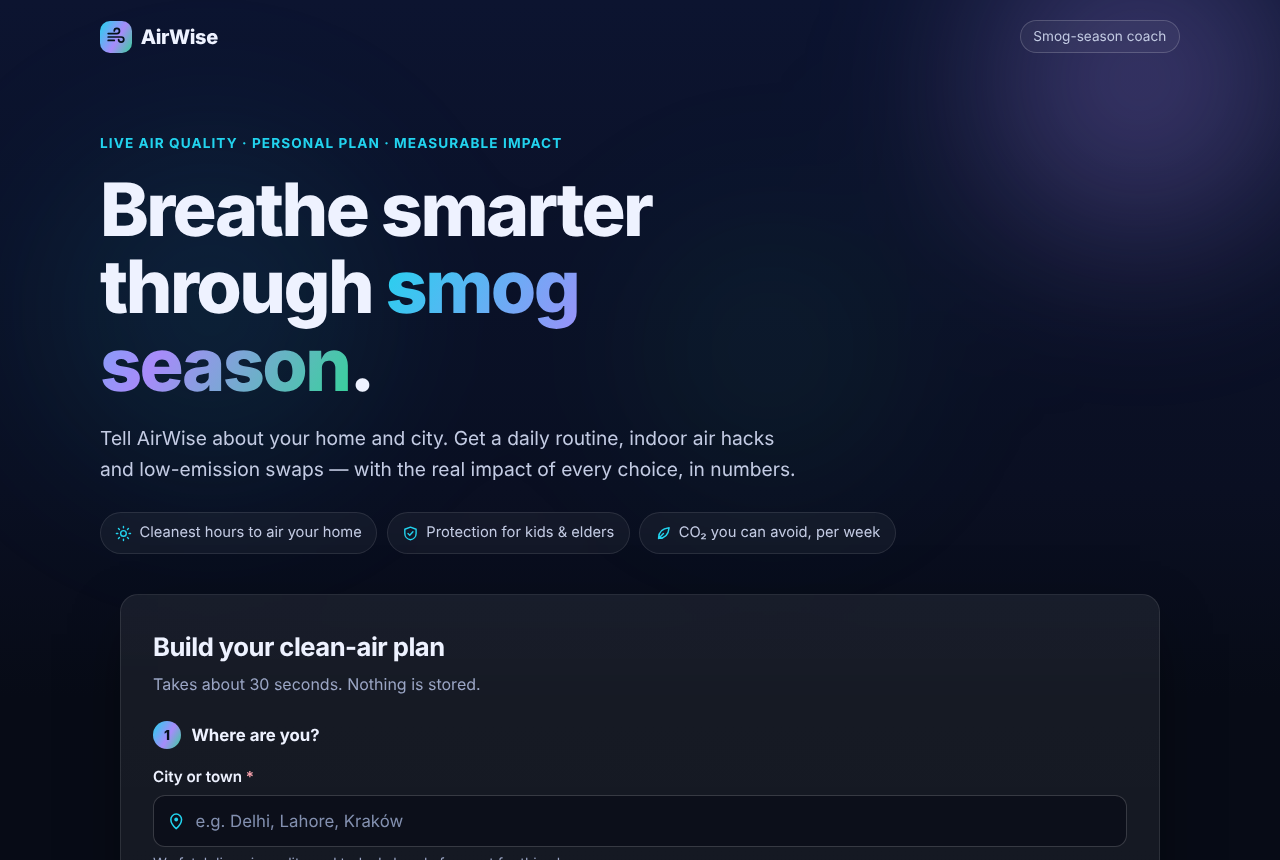 AirWise
Smog-season coach
LIVE AIR QUALITY · PERSONAL PLAN · MEASURABLE IMPACT
Breathe smarter
through smog
season.
Tell AirWise about your home and city. Get a daily routine, indoor air hacks
and low-emission swaps — with the real impact of every choice, in numbers.
Cleanest hours to air your home
Protection for kids & elders
CO₂ you can avoid, per week
Build your clean-air plan
Takes about 30 seconds. Nothing is stored.
1 Where are you?
City or town *
e.g. Delhi, Lahore, Kraków